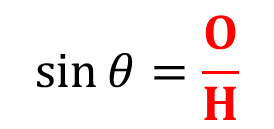 sin θ = O/H